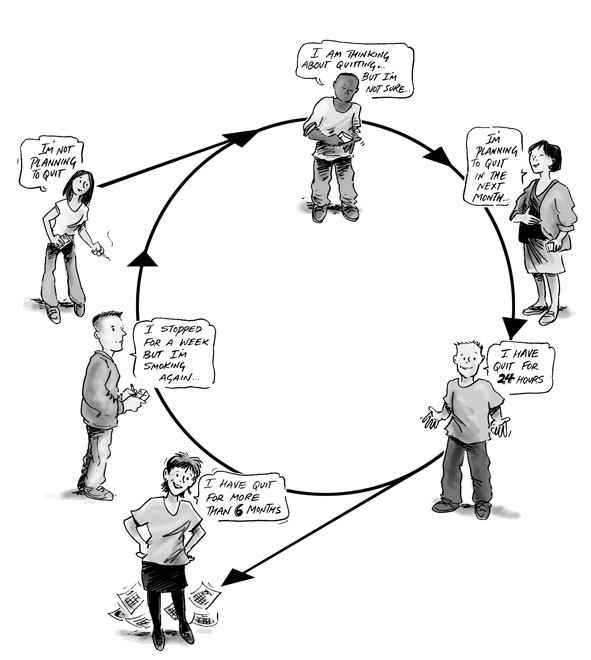 I AM THINKING
ABOUT QUITTING...
BUT I'M
NOT SURE...
I'M NOT
PLANNING
TO QUIT
I'M
PLANNING
TO QUIT
IN THE
NEXT
MONTH...
I STOPPED
FOR A WEEK
BUT I'M
SMOKING
AGAIN...
I HAVE
QUIT FOR
24 HOURS
I HAVE QUIT
FOR MORE
THAN 6 MONTHS